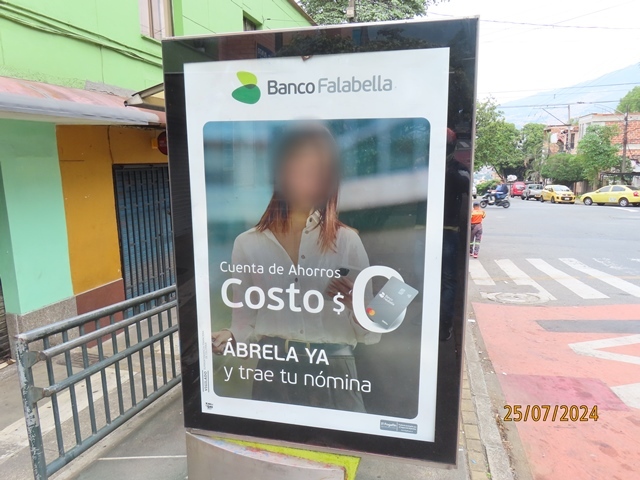 Banco Falabella
Cuenta de Ahorros
Costo $0
ÁBRELA YA
y trae tu nómina
25/07/2024